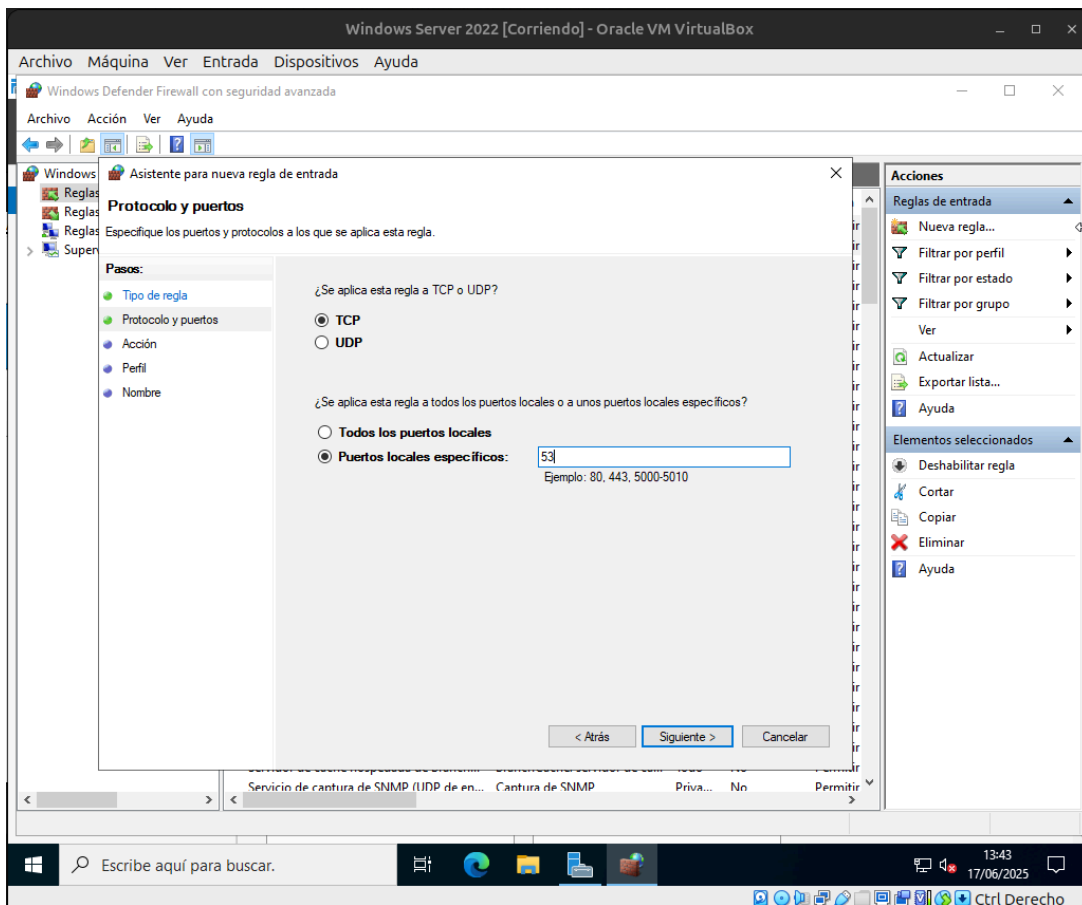 Windows Server 2022 [Corriendo] - Oracle VM VirtualBox
Archivo Máquina Ver Entrada Dispositivos Ayuda
Windows Defender Firewall con seguridad avanzada
Archivo Acción Ver Ayuda
Windows
Reglas
Reglas
Reglas
Super
Asistente para nueva regla de entrada
Protocolo y puertos
Especifique los puertos y protocolos a los que se aplica esta regla.
Pasos:
Tipo de regla
Protocolo y puertos
Acción
Perfil
Nombre
¿Se aplica esta regla a TCP o UDP?
TCP
UDP
¿Se aplica esta regla a todos los puertos locales o a unos puertos locales específicos?
Todos los puertos locales
Puertos locales específicos: 53
Ejemplo: 80, 443, 5000-5010
< Atrás Siguiente > Cancelar
Servicio de captura de SNMP (UDP de en... Captura de SNMP Priva... No Permitir
Acciones
Reglas de entrada
Nueva regla...
Filtrar por perfil
Filtrar por estado
Filtrar por grupo
Ver
Actualizar
Exportar lista...
Ayuda
Elementos seleccionados
Deshabilitar regla
Cortar
Copiar
Eliminar
Ayuda
Escribe aquí para buscar.
13:43
17/06/2025
Ctrl Derecho